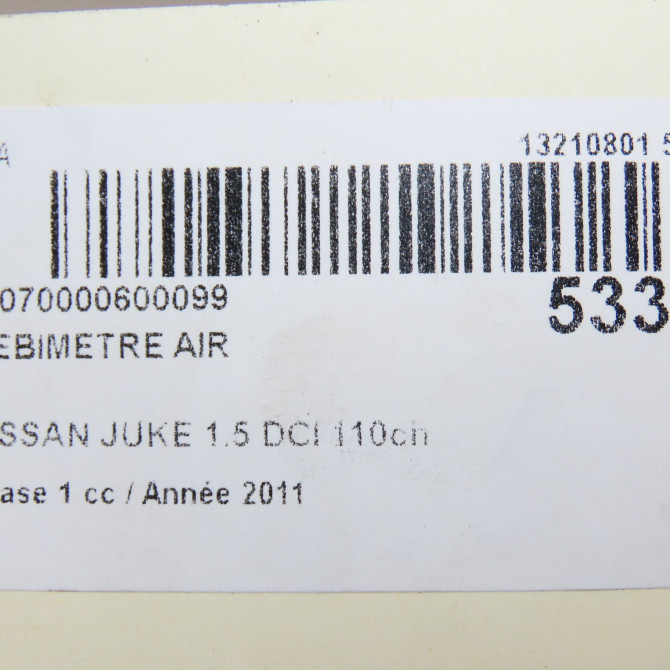 A
13210801 5
070000600099
533
EBIMETRE AIR
SSAN JUKE 1.5 DCI 110ch
ase 1 cc / Année 2011